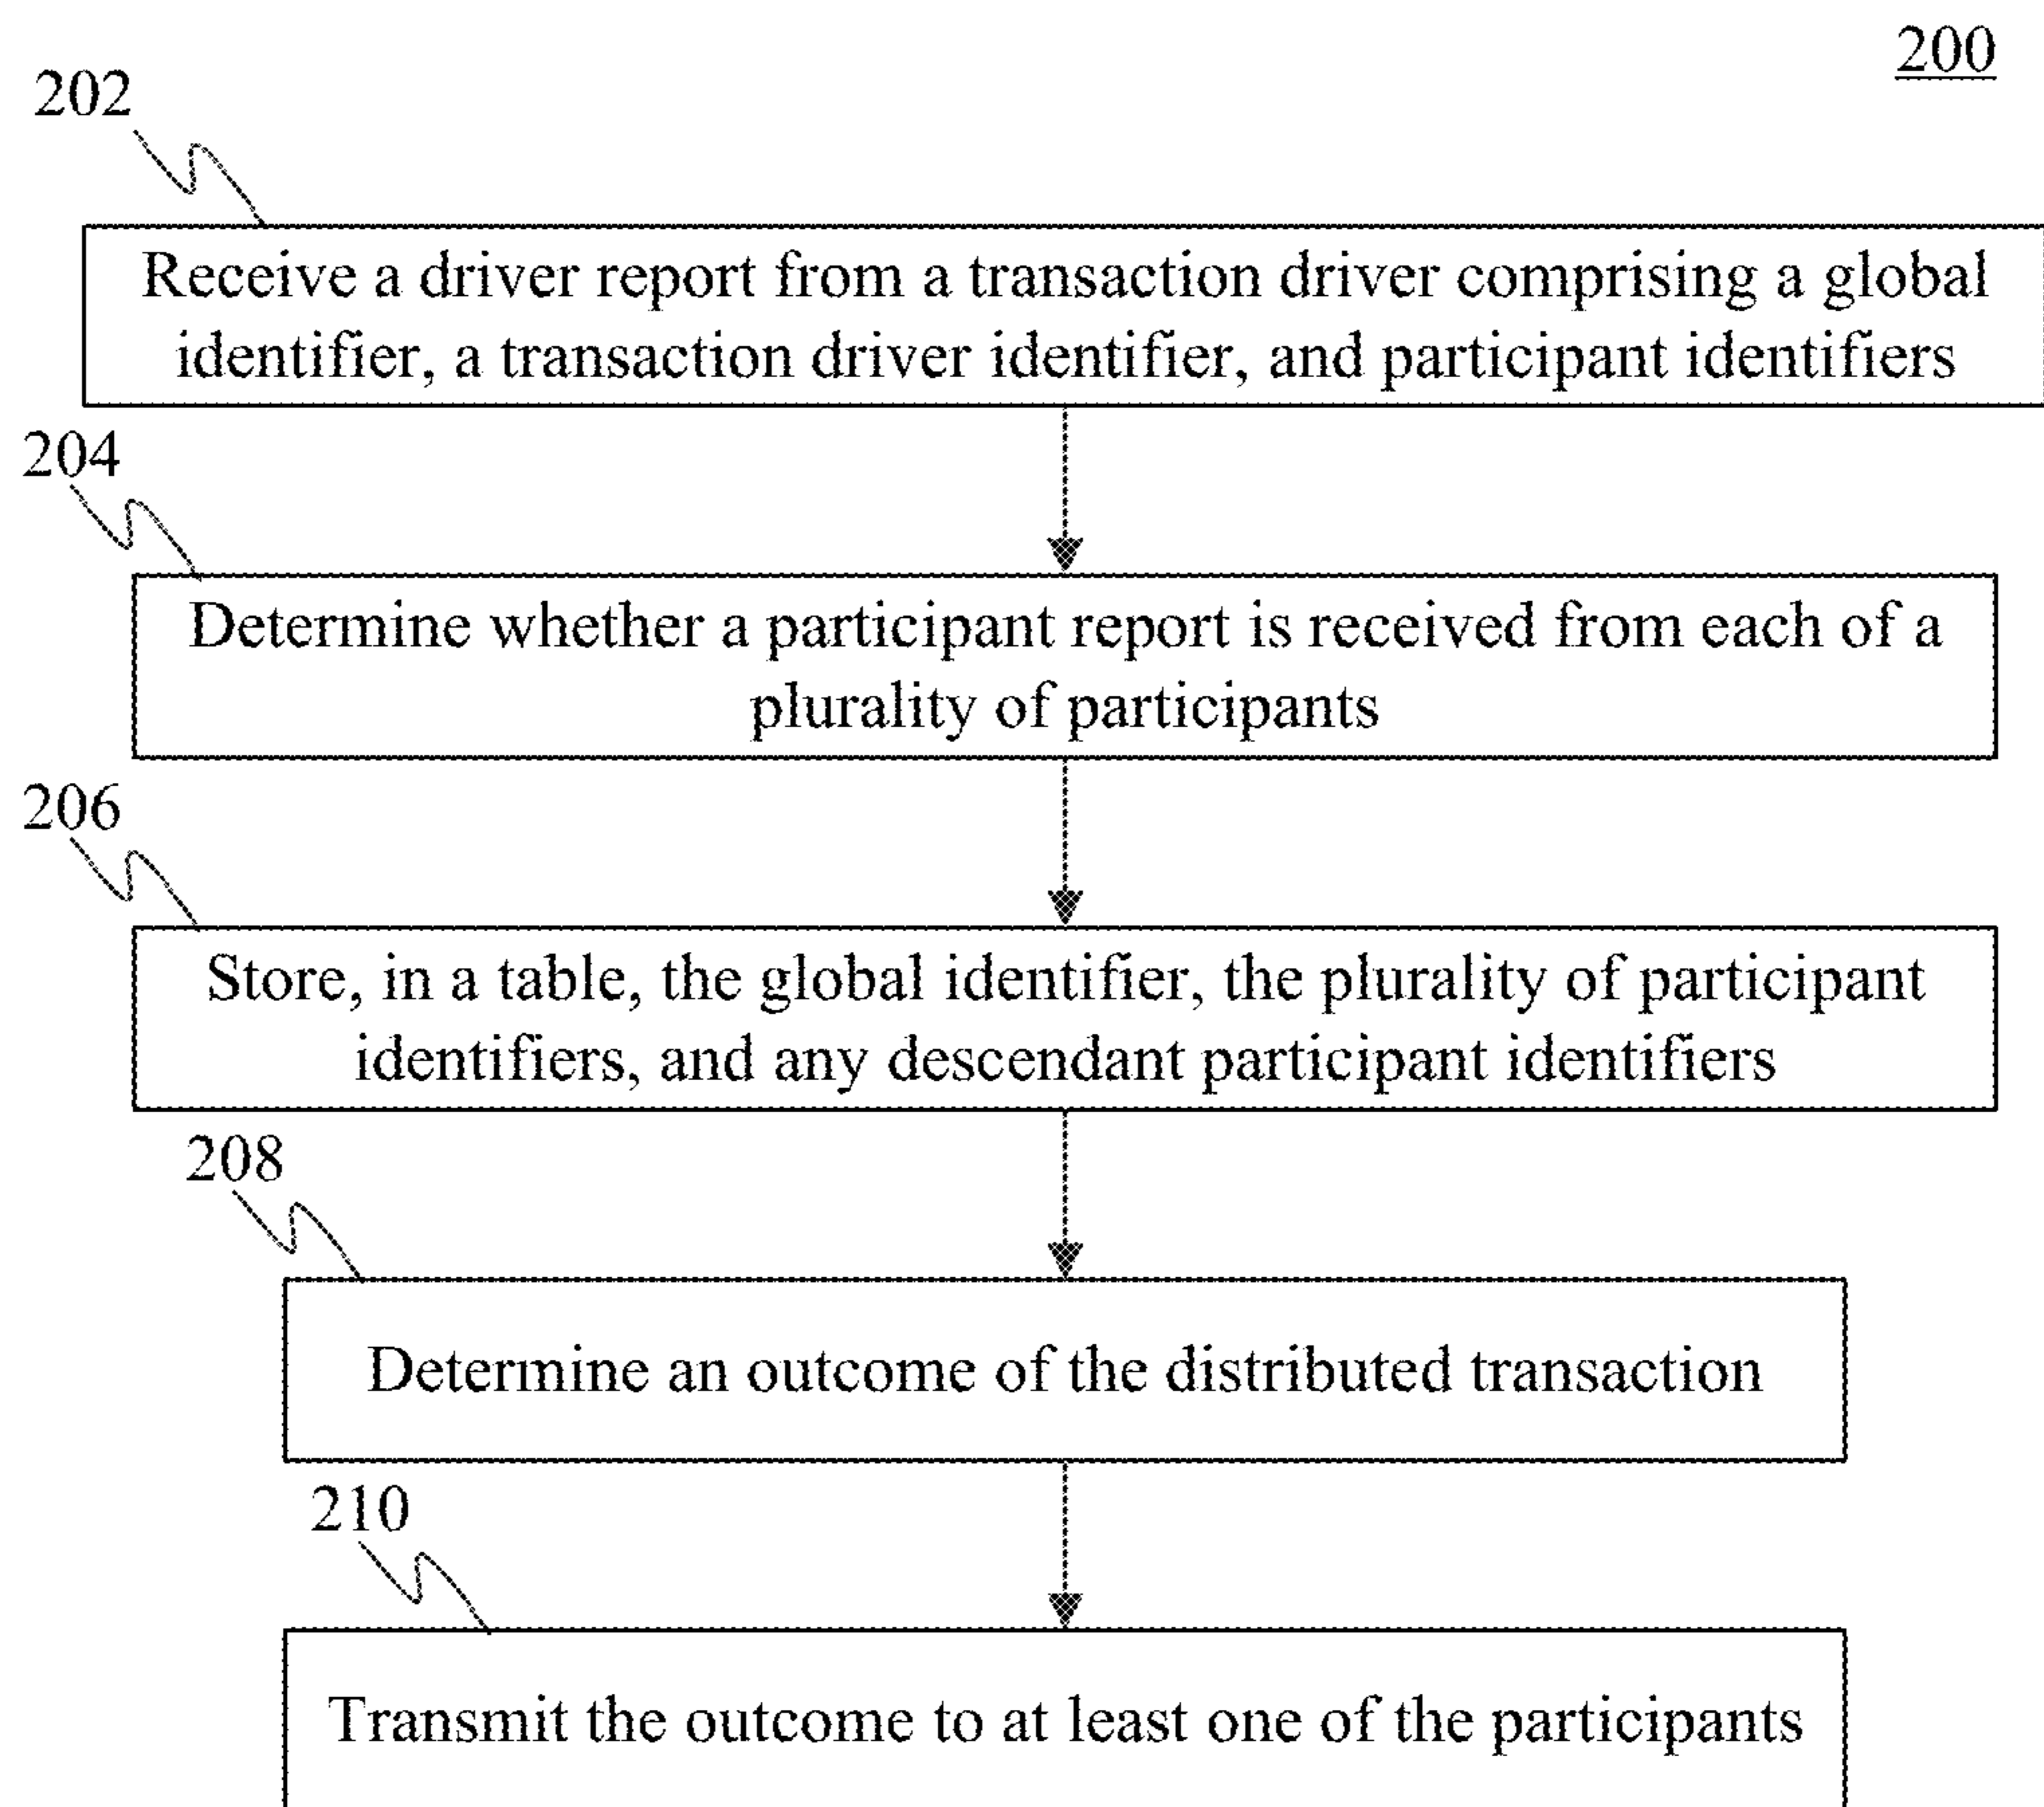 200
202
Receive a driver report from a transaction driver comprising a global
identifier, a transaction driver identifier, and participant identifiers
204
Determine whether a participant report is received from each of a
plurality of participants
206
Store, in a table, the global identifier, the plurality of participant
identifiers, and any descendant participant identifiers
208
Determine an outcome of the distributed transaction
210
Transmit the outcome to at least one of the participants